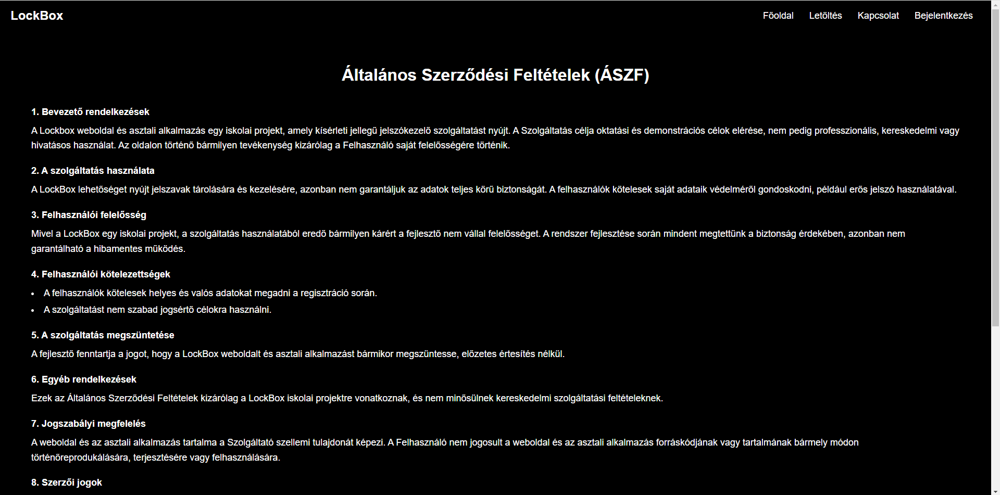 LockBox
Főoldal Letöltés Kapcsolat Bejelentkezés
Általános Szerződési Feltételek (ÁSZF)
1. Bevezető rendelkezések
A Lockbox weboldal és asztali alkalmazás egy iskolai projekt, amely kísérleti jellegű jelszókezelő szolgáltatást nyújt. A Szolgáltatás célja oktatási és demonstrációs célok elérése, nem pedig professzionális, kereskedelmi vagy
hivatásos használat. Az oldalon történő bármilyen tevékenység kizárólag a Felhasználó saját felelősségére történik.
2. A szolgáltatás használata
A LockBox lehetőséget nyújt jelszavak tárolására és kezelésére, azonban nem garantáljuk az adatok teljes körű biztonságát. A felhasználók kötelesek saját adataik védelméről gondoskodni, például erős jelszó használatával.
3. Felhasználói felelősség
Mivel a LockBox egy iskolai projekt, a szolgáltatás használatából eredő bármilyen kárért a fejlesztő nem vállal felelősséget. A rendszer fejlesztése során mindent megtettünk a biztonság érdekében, azonban nem
garantálható a hibamentes működés.
4. Felhasználói kötelezettségek
• A felhasználók kötelesek helyes és valós adatokat megadni a regisztráció során.
• A szolgáltatást nem szabad jogsértő célokra használni.
5. A szolgáltatás megszüntetése
A fejlesztő fenntartja a jogot, hogy a LockBox weboldalt és asztali alkalmazást bármikor megszüntesse, előzetes értesítés nélkül.
6. Egyéb rendelkezések
Ezek az Általános Szerződési Feltételek kizárólag a LockBox iskolai projektre vonatkoznak, és nem minősülnek kereskedelmi szolgáltatási feltételeknek.
7. Jogszabályi megfelelés
A weboldal és az asztali alkalmazás tartalma a Szolgáltató szellemi tulajdonát képezi. A Felhasználó nem jogosult a weboldal és az asztali alkalmazás forráskódjának vagy tartalmának bármely módon
történőreprodukálására, terjesztésére vagy felhasználására.
8. Szerzői jogok